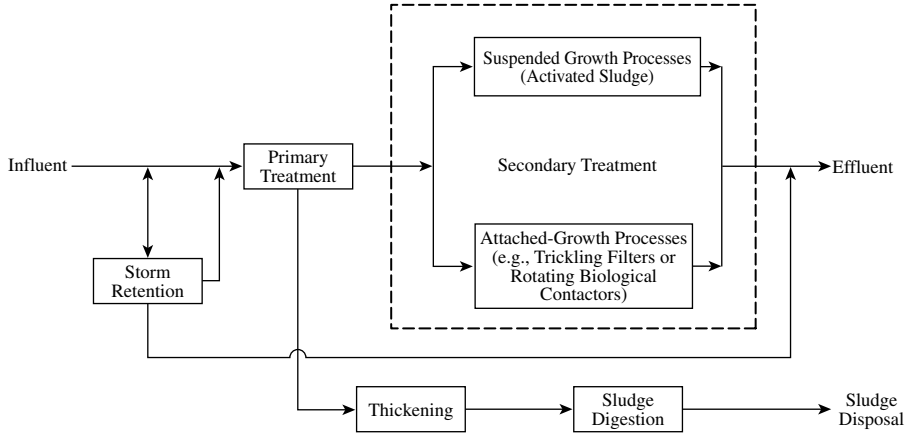 Suspended Growth Processes
(Activated Sludge)
Influent
Primary
Treatment
Secondary Treatment
Effluent
Attached-Growth Processes
(e.g., Trickling Filters or
Rotating Biological
Contactors)
Storm
Retention
Thickening
Sludge
Digestion
Sludge
Disposal